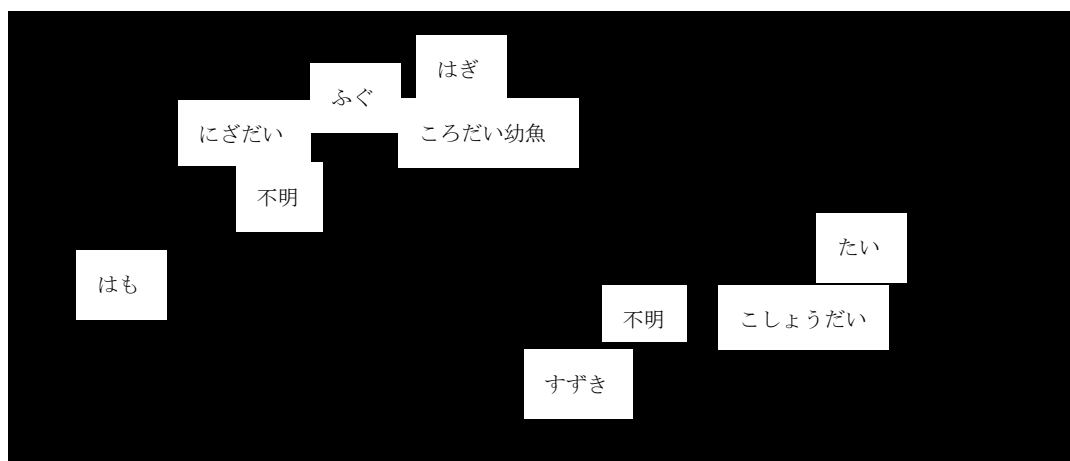 はぎ
ふぐ
にざだい
ころだい幼魚
不明
たい
はも
不明
こしょうだい
すずき